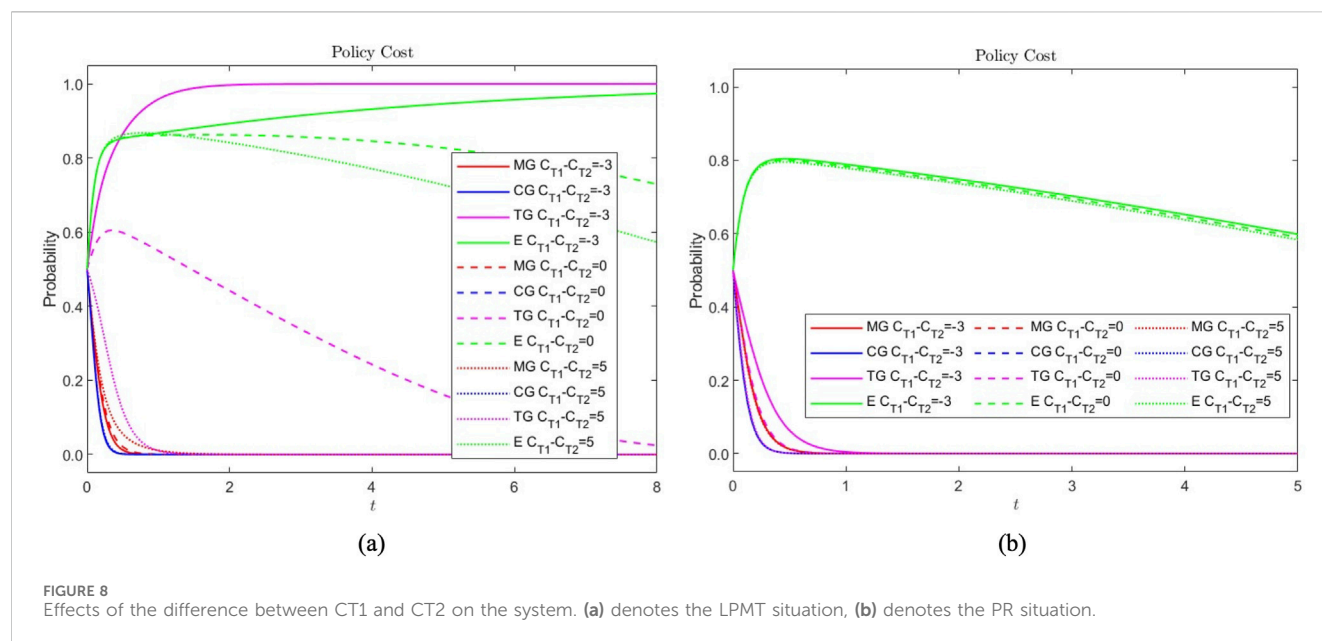 Policy Cost
1.0
0.8
0.6
0.4
0.2
0.0
Probability
0
2
4
6
8
t
MG C_T1-C_T2=-3
CG C_T1-C_T2=-3
TG C_T1-C_T2=-3
E C_T1-C_T2=-3
MG C_T1-C_T2=0
CG C_T1-C_T2=0
TG C_T1-C_T2=0
E C_T1-C_T2=0
MG C_T1-C_T2=5
CG C_T1-C_T2=5
TG C_T1-C_T2=5
E C_T1-C_T2=5
(a)
Policy Cost
1.0
0.8
0.6
0.4
0.2
0.0
Probability
0
1
2
3
4
5
t
MG C_T1-C_T2=-3 MG C_T1-C_T2=0 MG C_T1-C_T2=5
CG C_T1-C_T2=-3 CG C_T1-C_T2=0 CG C_T1-C_T2=5
TG C_T1-C_T2=-3 TG C_T1-C_T2=0 TG C_T1-C_T2=5
E C_T1-C_T2=-3 E C_T1-C_T2=0 E C_T1-C_T2=5
(b)
FIGURE 8
Effects of the difference between CT1 and CT2 on the system. (a) denotes the LPMT situation, (b) denotes the PR situation.